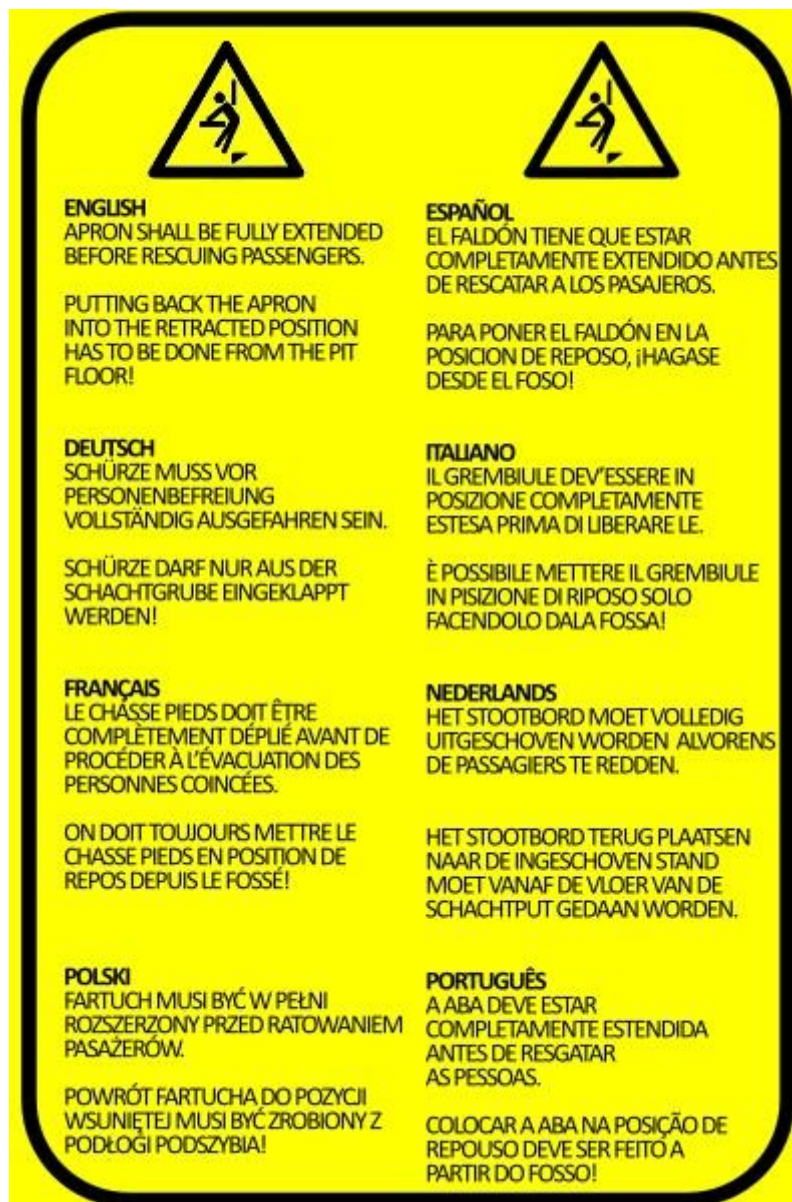 ENGLISH
APRON SHALL BE FULLY EXTENDED
BEFORE RESCUING PASSENGERS.
PUTTING BACK THE APRON
INTO THE RETRACTED POSITION
HAS TO BE DONE FROM THE PIT
FLOOR!
DEUTSCH
SCHÜRZE MUSS VOR
PERSONENBEFREIUNG
VOLLSTÄNDIG AUSGEFAHREN SEIN.
SCHÜRZE DARF NUR AUS DER
SCHACHTGRUBE EINGEKLAPPT
WERDEN!
FRANÇAIS
LE CHASSE PIEDS DOIT ÊTRE
COMPLÈTEMENT DÉPLIÉ AVANT DE
PROCÉDER À L'ÉVACUATION DES
PERSONNES COINCÉES.
ON DOIT TOUJOURS METTRE LE
CHASSE PIEDS EN POSITION DE
REPOS DEPUIS LE FOSSÉ!
POLSKI
FARTUCH MUSI BYĆ W PEŁNI
ROZSZERZONY PRZED RATOWANIEM
PASAŻERÓW.
POWRÓT FARTUCHA DO POZYCJI
WSUNIĘTEJ MUSI BYĆ ZROBIONY Z
PODŁOGI PODSZYBIA!
ESPAÑOL
EL FALDÓN TIENE QUE ESTAR
COMPLETAMENTE EXTENDIDO ANTES
DE RESCATAR A LOS PASAJEROS.
PARA PONER EL FALDÓN EN LA
POSICION DE REPOSO, ¡HAGASE
DESDE EL FOSO!
ITALIANO
IL GREMBIULE DEV'ESSERE IN
POSIZIONE COMPLETAMENTE
ESTESA PRIMA DI LIBERARE LE.
È POSSIBILE METTERE IL GREMBIULE
IN PISIZIONE DI RIPOSO SOLO
FACENDOLO DALA FOSSA!
NEDERLANDS
HET STOOTBORD MOET VOLLEDIG
UITGESCHOVEN WORDEN ALVORENS
DE PASSAGIERS TE REDDEN.
HET STOOTBORD TERUG PLAATSEN
NAAR DE INGESCHOVEN STAND
MOET VANAF DE VLOER VAN DE
SCHACHTPUT GEDAAN WORDEN.
PORTUGUÊS
A ABA DEVE ESTAR
COMPLETAMENTE ESTENDIDA
ANTES DE RESGATAR
AS PESSOAS.
COLOCAR A ABA NA POSIÇÃO DE
REPOUSO DEVE SER FEITO A
PARTIR DO FOSSO!